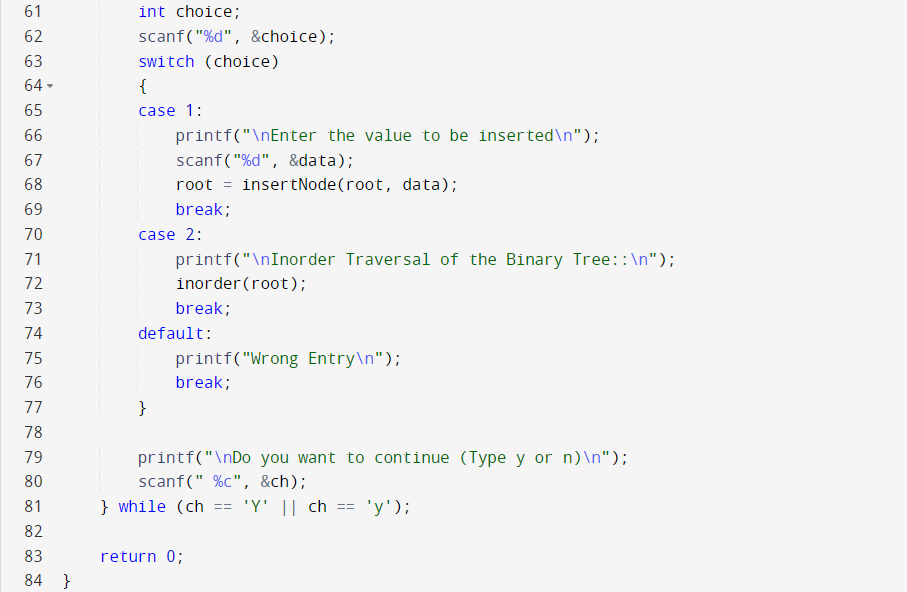 61 int choice;
62 scanf("%d", &choice);
63 switch (choice)
64 {
65 case 1:
66 printf("\nEnter the value to be inserted\n");
67 scanf("%d", &data);
68 root = insertNode(root, data);
69 break;
70 case 2:
71 printf("\nInorder Traversal of the Binary Tree::\n");
72 inorder(root);
73 break;
74 default:
75 printf("Wrong Entry\n");
76 break;
77 }
78
79 printf("\nDo you want to continue (Type y or n)\n");
80 scanf(" %c", &ch);
81 } while (ch == 'Y' || ch == 'y');
82
83 return 0;
84 }